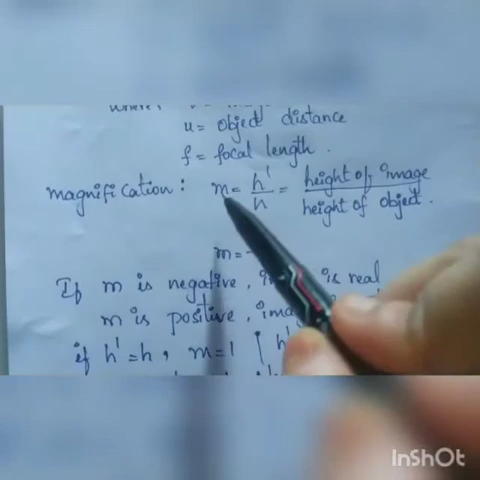 where,
u = object distance
f = focal length.
magnification: m = h'/h = height of image/height of object.
m = -
If m is negative, is real
m is positive,
if h' = h, m = 1 | h'
InShOt